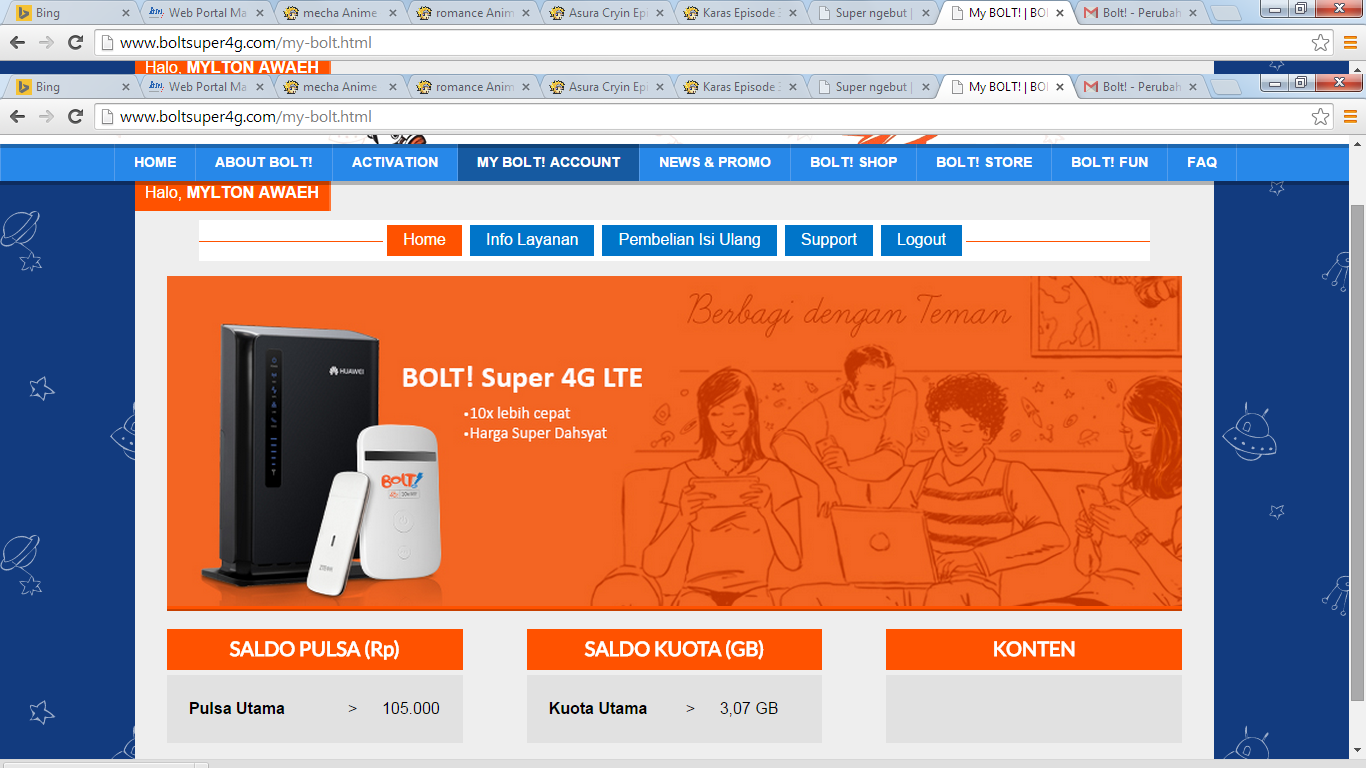 Bing Web Portal Ma mecha Anime romance Anim Asura Cryin Epi Karas Episode 3 Super ngebut | My BOLT! | BOL Bolt! - Perubah
www.boltsuper4g.com/my-bolt.html
Halo, MYLTON AWAEH
Bing Web Portal Ma mecha Anime romance Anim Asura Cryin Epi Karas Episode 3 Super ngebut | My BOLT! | BOL Bolt! - Perubah
www.boltsuper4g.com/my-bolt.html
HOME ABOUT BOLT! ACTIVATION MY BOLT! ACCOUNT NEWS & PROMO BOLT! SHOP BOLT! STORE BOLT! FUN FAQ
Halo, MYLTON AWAEH
Home Info Layanan Pembelian Isi Ulang Support Logout
Berbagi dengan Teman
HUAWEI
BOLT! Super 4G LTE
•10x lebih cepat
•Harga Super Dahsyat
BOLT!
ZTE
SALDO PULSA (Rp) SALDO KUOTA (GB) KONTEN
Pulsa Utama > 105.000 Kuota Utama > 3,07 GB